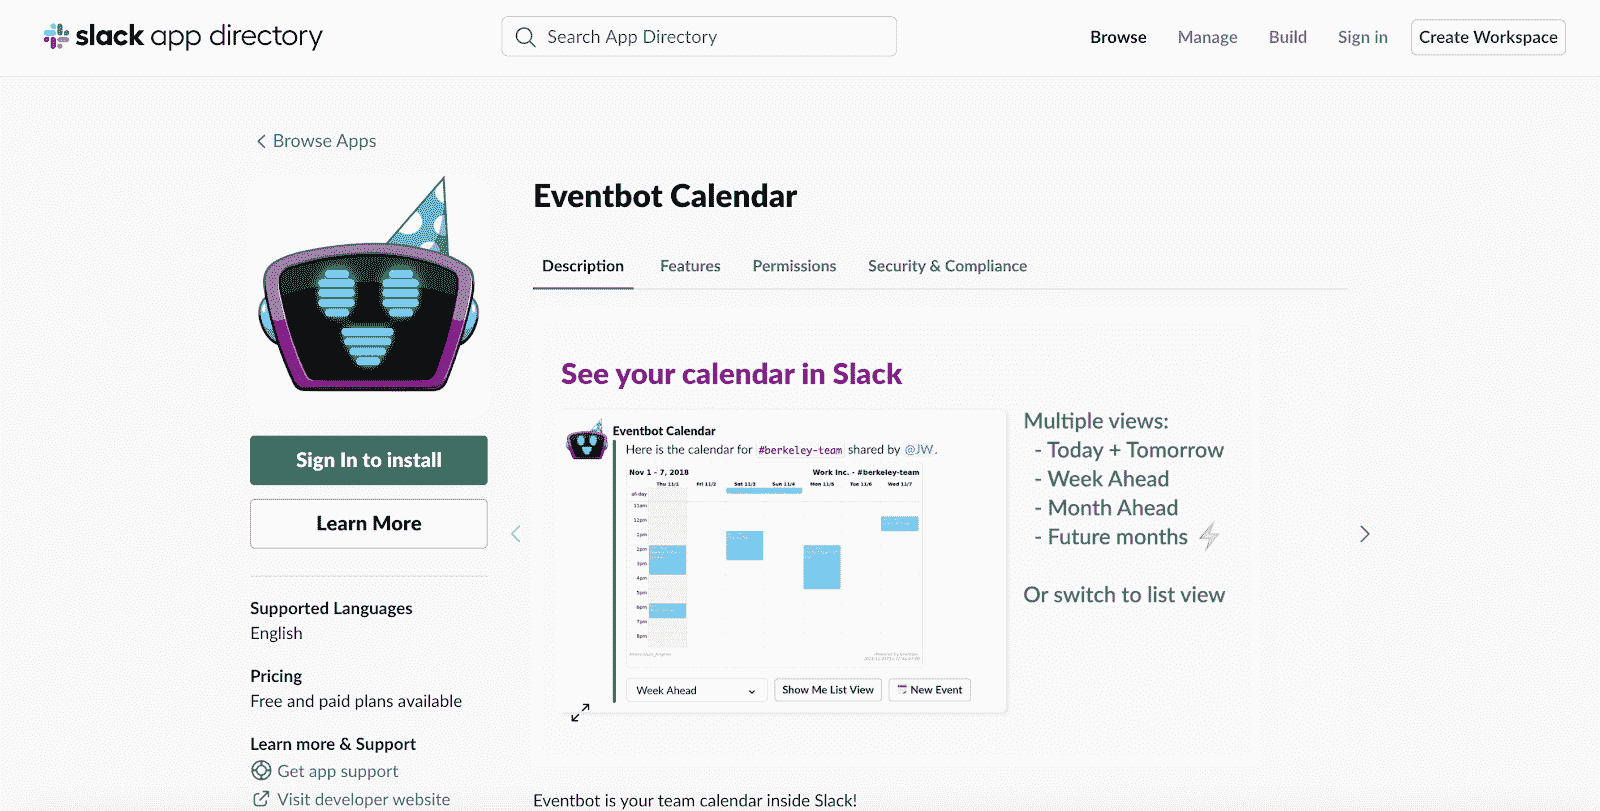 slack app directory
Search App Directory
Browse
Manage
Build
Sign in
Create Workspace
Browse Apps
Eventbot Calendar
Description
Features
Permissions
Security & Compliance
Sign In to install
Learn More
Supported Languages
English
Pricing
Free and paid plans available
Learn more & Support
Get app support
Visit developer website
See your calendar in Slack
Eventbot Calendar
Here is the calendar for #berkeley-team shared by @JW.
Nov 1 - 7, 2018
Work Inc. - #berkeley-team
Thu 11/1
Fri 11/2
Sat 11/3
Sun 11/4
Mon 11/5
Tue 11/6
Wed 11/7
all-day
11am
12pm
1pm
2pm
3pm
4pm
5pm
6pm
7pm
8pm
Week Ahead
Show Me List View
New Event
Multiple views:
- Today + Tomorrow
- Week Ahead
- Month Ahead
- Future months
Or switch to list view
Eventbot is your team calendar inside Slack!